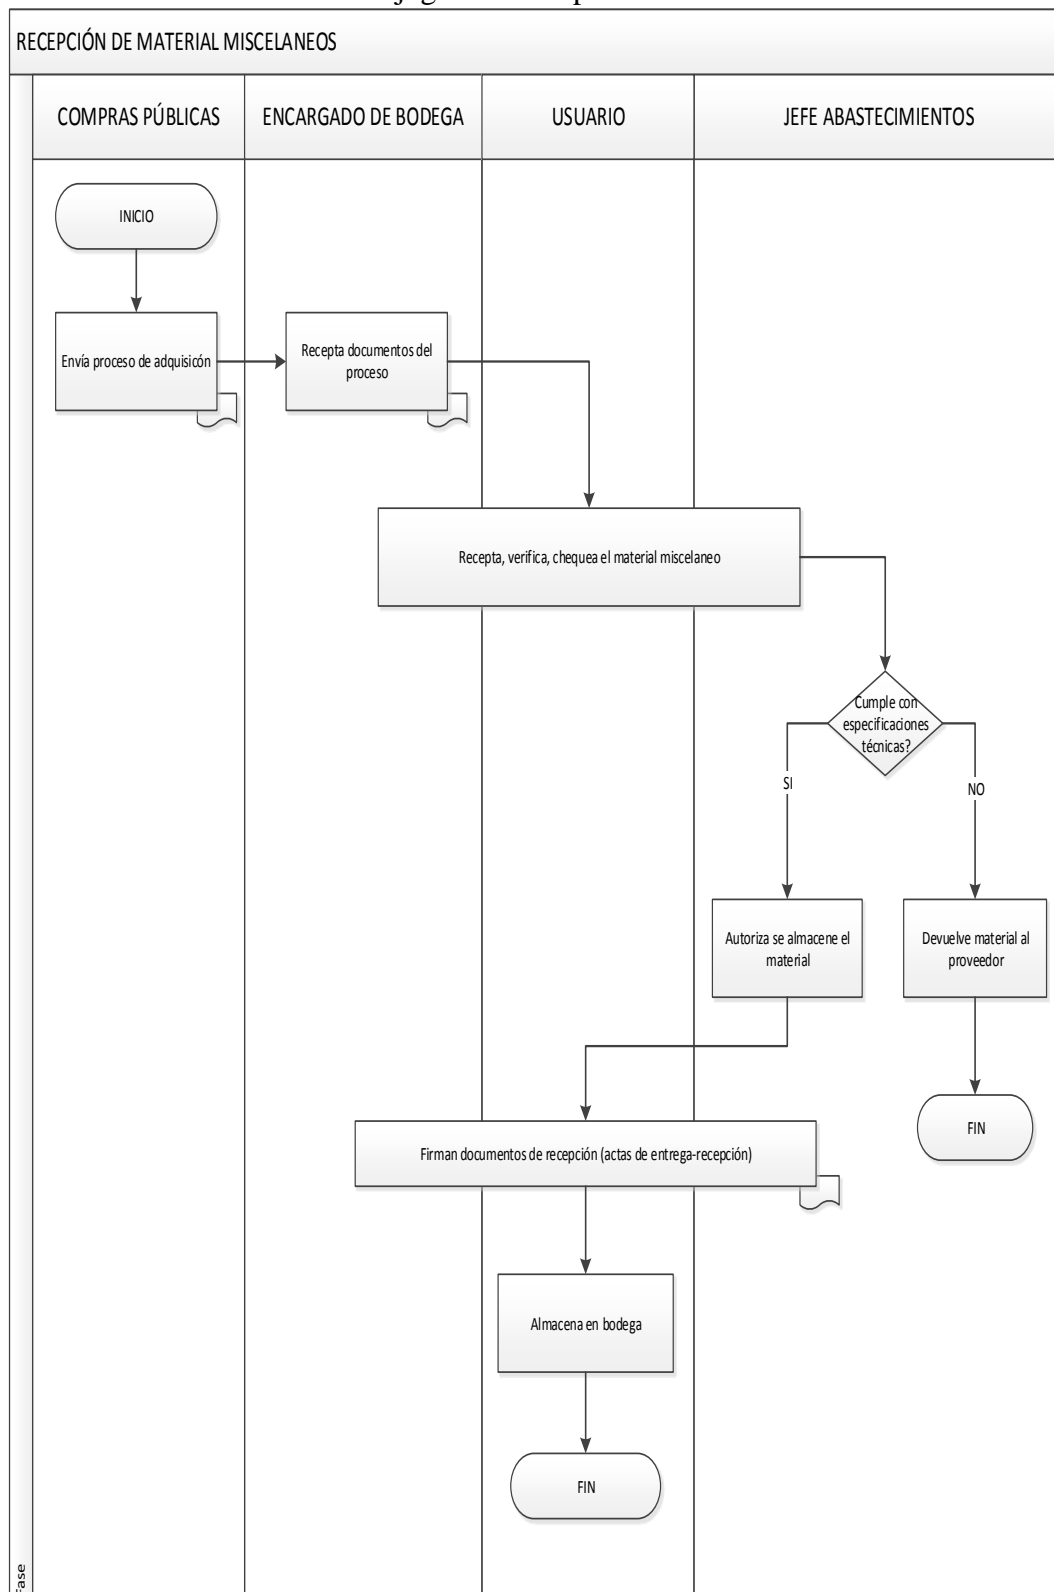 RECEPCIÓN DE MATERIAL MISCELANEOS
COMPRAS PÚBLICAS
ENCARGADO DE BODEGA
USUARIO
JEFE ABASTECIMIENTOS
INICIO
Envía proceso de adquisicón
Recepta documentos del
proceso
Recepta, verifica, chequea el material miscelaneo
Cumple con
especificaciones
técnicas?
SI
NO
Autoriza se almacene el
material
Devuelve material al
proveedor
FIN
Firman documentos de recepción (actas de entrega-recepción)
Almacena en bodega
FIN
Fase